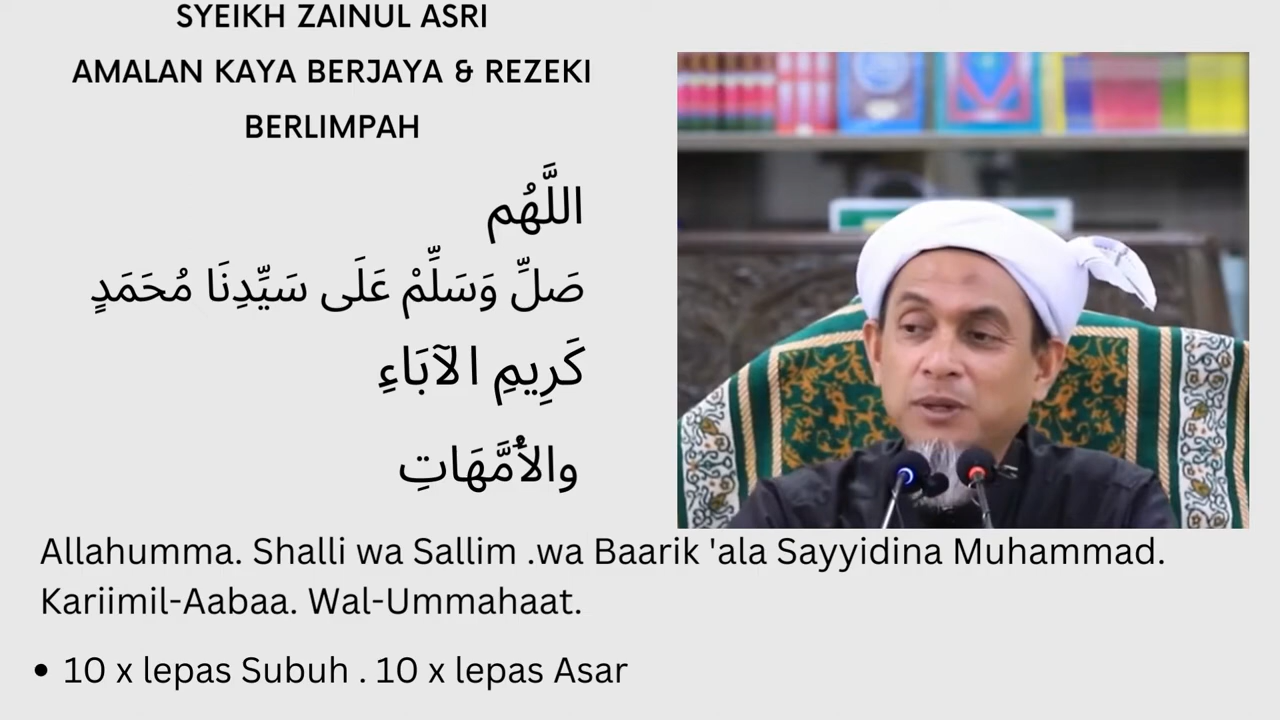 SYEIKH ZAINUL ASRI
AMALAN KAYA BERJAYA & REZEKI
BERLIMPAH
اللَّهُم
صَلِّ وَسَلِّمْ عَلَى سَيِّدِنَا مُحَمَدٍ
كَرِيمِ الآبَاءِ
والأُمَّهَاتِ
Allahumma. Shalli wa Sallim .wa Baarik 'ala Sayyidina Muhammad.
Kariimil-Aabaa. Wal-Ummahaat.
• 10 x lepas Subuh . 10 x lepas Asar